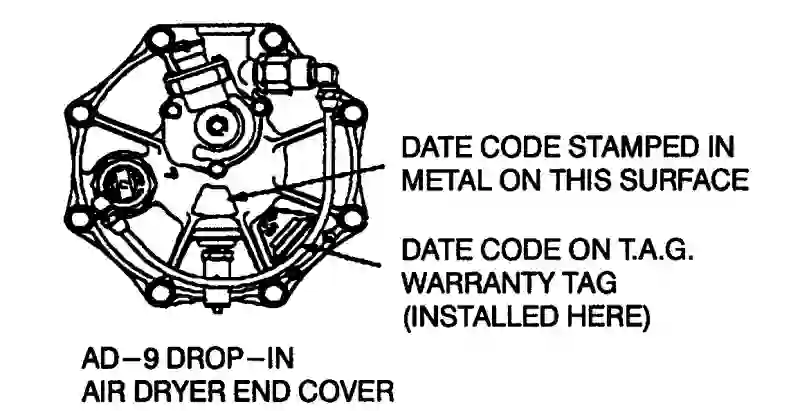 DATE CODE STAMPED IN
METAL ON THIS SURFACE
DATE CODE ON T.A.G.
WARRANTY TAG
(INSTALLED HERE)
AD-9 DROP-IN
AIR DRYER END COVER